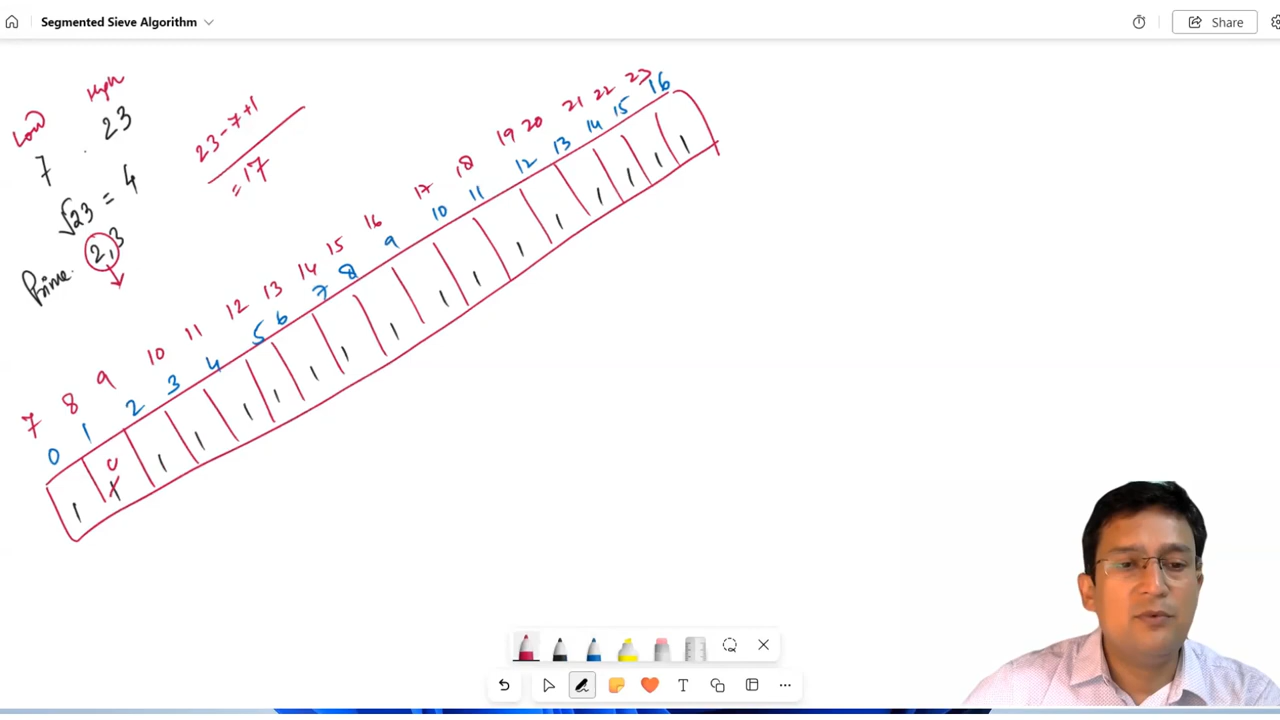 Segmented Sieve Algorithm
Share
Low
High
7
23
√23 = 4
Prime. 2,3
23-7+1
=17
7 8 9 10 11 12 13 14 15 16 17 18 19 20 21 22 23
0 1 2 3 4 5 6 7 8 9 10 11 12 13 14 15 16
1 0 1 1 1 1 1 1 1 1 1 1 1 1 1 1 1
T